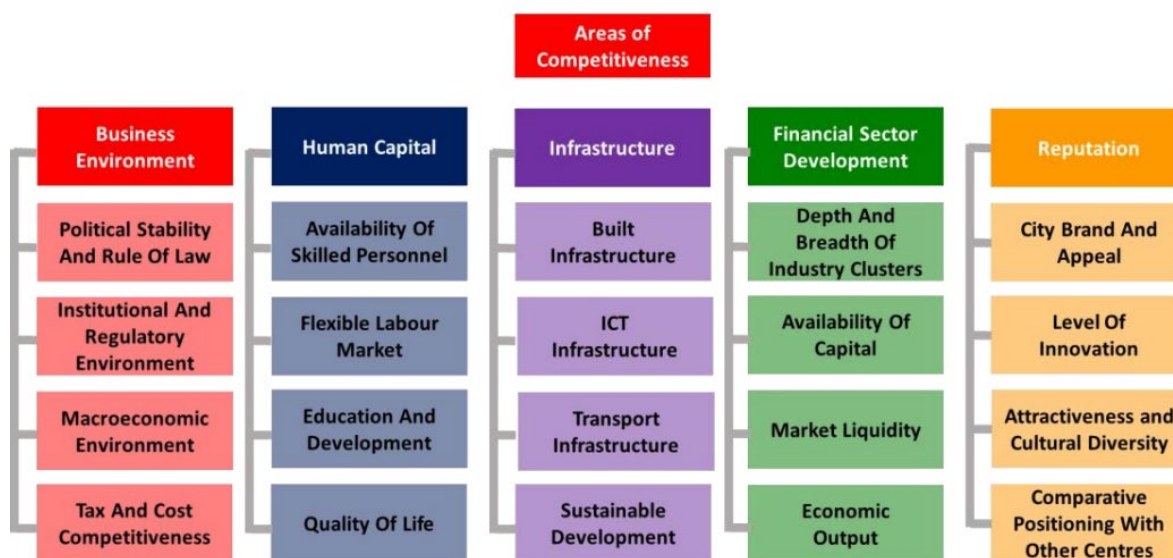 Areas of
Competitiveness
Business
Environment
Political Stability
And Rule Of Law
Institutional And
Regulatory
Environment
Macroeconomic
Environment
Tax And Cost
Competitiveness
Human Capital
Availability Of
Skilled Personnel
Flexible Labour
Market
Education And
Development
Quality Of Life
Infrastructure
Built
Infrastructure
ICT
Infrastructure
Transport
Infrastructure
Sustainable
Development
Financial Sector
Development
Depth And
Breadth Of
Industry Clusters
Availability Of
Capital
Market Liquidity
Economic
Output
Reputation
City Brand And
Appeal
Level Of
Innovation
Attractiveness and
Cultural Diversity
Comparative
Positioning With
Other Centres